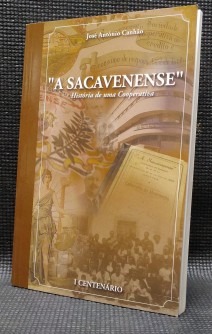 José António Canhão
"A SACAVENENSE"
História de uma Cooperativa
I CENTENÁRIO